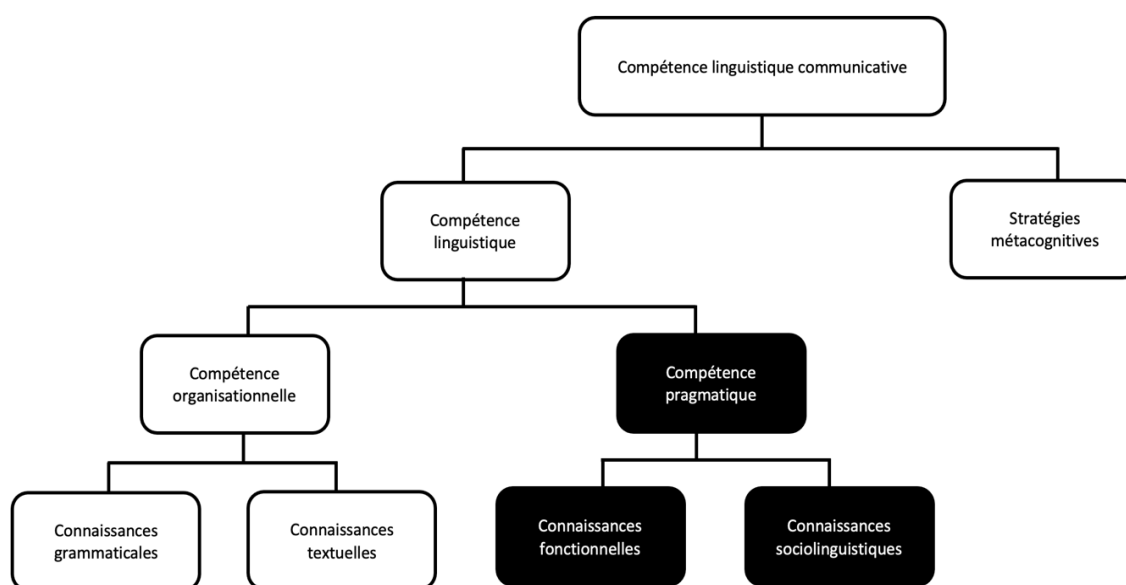 Compétence linguistique communicative
Compétence
linguistique
Stratégies
métacognitives
Compétence
organisationnelle
Compétence
pragmatique
Connaissances
grammaticales
Connaissances
textuelles
Connaissances
fonctionnelles
Connaissances
sociolinguistiques